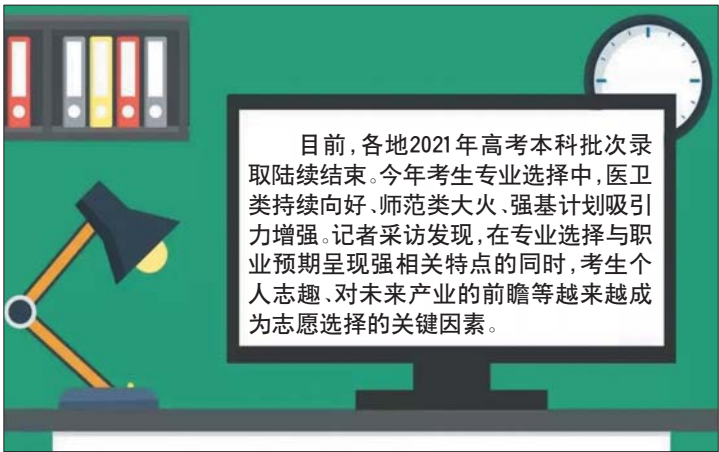 目前，各地2021年高考本科批次录
取陆续结束。今年考生专业选择中，医卫
类持续向好、师范类大火、强基计划吸引
力增强。记者采访发现，在专业选择与职
业预期呈现强相关特点的同时，考生个
人志趣、对未来产业的前瞻等越来越成
为志愿选择的关键因素。